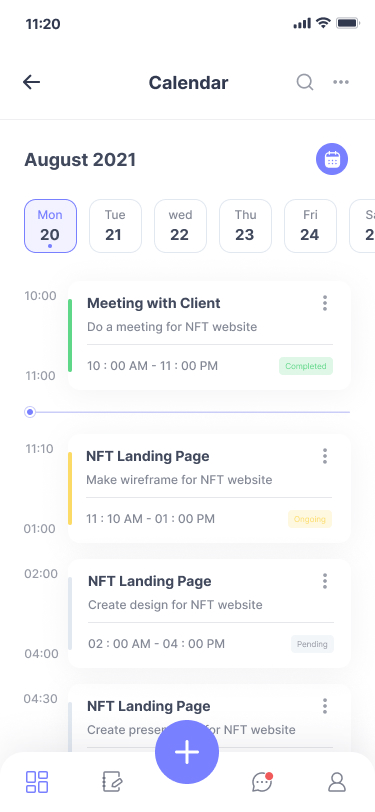 11:20
Calendar
August 2021
Mon Tue wed Thu Fri
20 21 22 23 24
10:00
Meeting with Client
Do a meeting for NFT website
10 : 00 AM - 11 : 00 PM
Completed
11:00
11:10
NFT Landing Page
Make wireframe for NFT website
11 : 10 AM - 01 : 00 PM
Ongoing
01:00
02:00
NFT Landing Page
Create design for NFT website
02 : 00 AM - 04 : 00 PM
Pending
04:00
04:30
NFT Landing Page
Create for NFT website